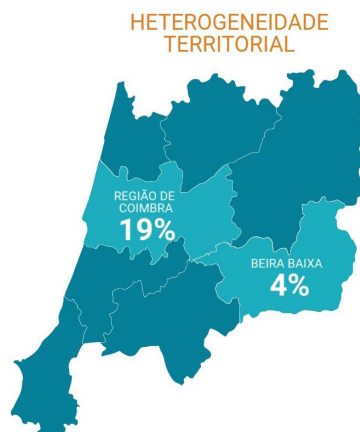 HETEROGENEIDADE
TERRITORIAL
REGIÃO DE
COIMBRA
19%
BEIRA BAIXA
4%